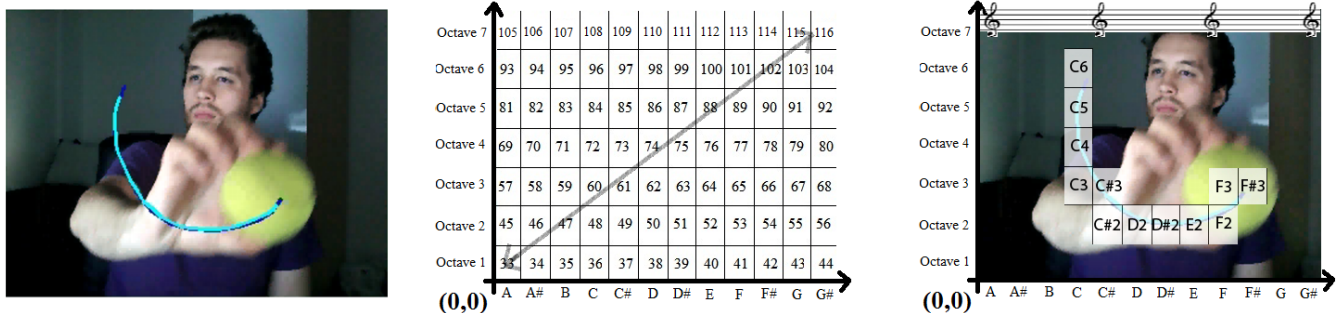 Octave 7 105 106 107 108 109 110 111 112 113 114 115 116
Octave 6 93 94 95 96 97 98 99 100 101 102 103 104
Octave 5 81 82 83 84 85 86 87 88 89 90 91 92
Octave 4 69 70 71 72 73 74 75 76 77 78 79 80
Octave 3 57 58 59 60 61 62 63 64 65 66 67 68
Octave 2 45 46 47 48 49 50 51 52 53 54 55 56
Octave 1 33 34 35 36 37 38 39 40 41 42 43 44
(0,0) A A# B C C# D D# E F F# G G#
Octave 7
Octave 6 C6
Octave 5 C5
Octave 4 C4
Octave 3 C3 C#3 F3 F#3
Octave 2 C#2 D2 D#2 E2 F2
Octave 1
(0,0) A A# B C C# D D# E F F# G G#